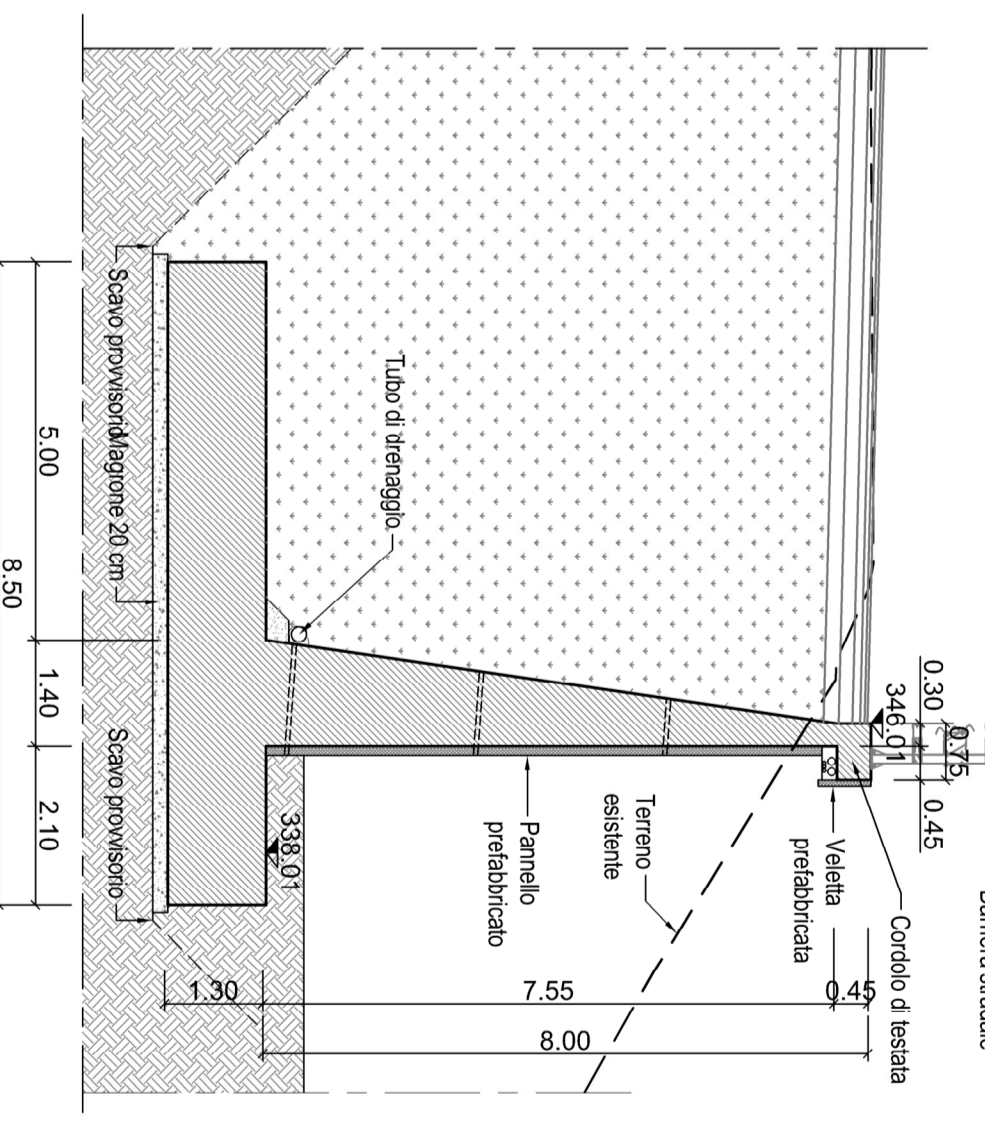 0.30
346.01
0.75
0.45
Cordolo di testata
Veletta
prefabbricata
Terreno
esistente
Pannello
prefabbricato
Tubo di drenaggio
338.01
0.45
7.55
1.30
8.00
Scavo provvisorio
Magrone 20 cm
Scavo provvisorio
5.00
1.40
2.10
8.50